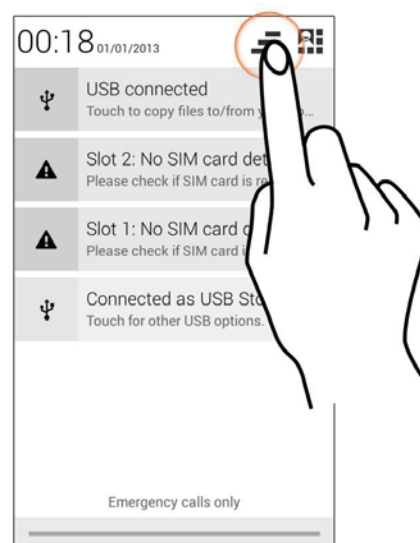 00:18 01/01/2013
USB connected
Touch to copy files to/from
Slot 2: No SIM card
Please check if SIM card is
Slot 1: No SIM card
Please check if SIM card
Connected as USB
Touch for other USB options.
Emergency calls only